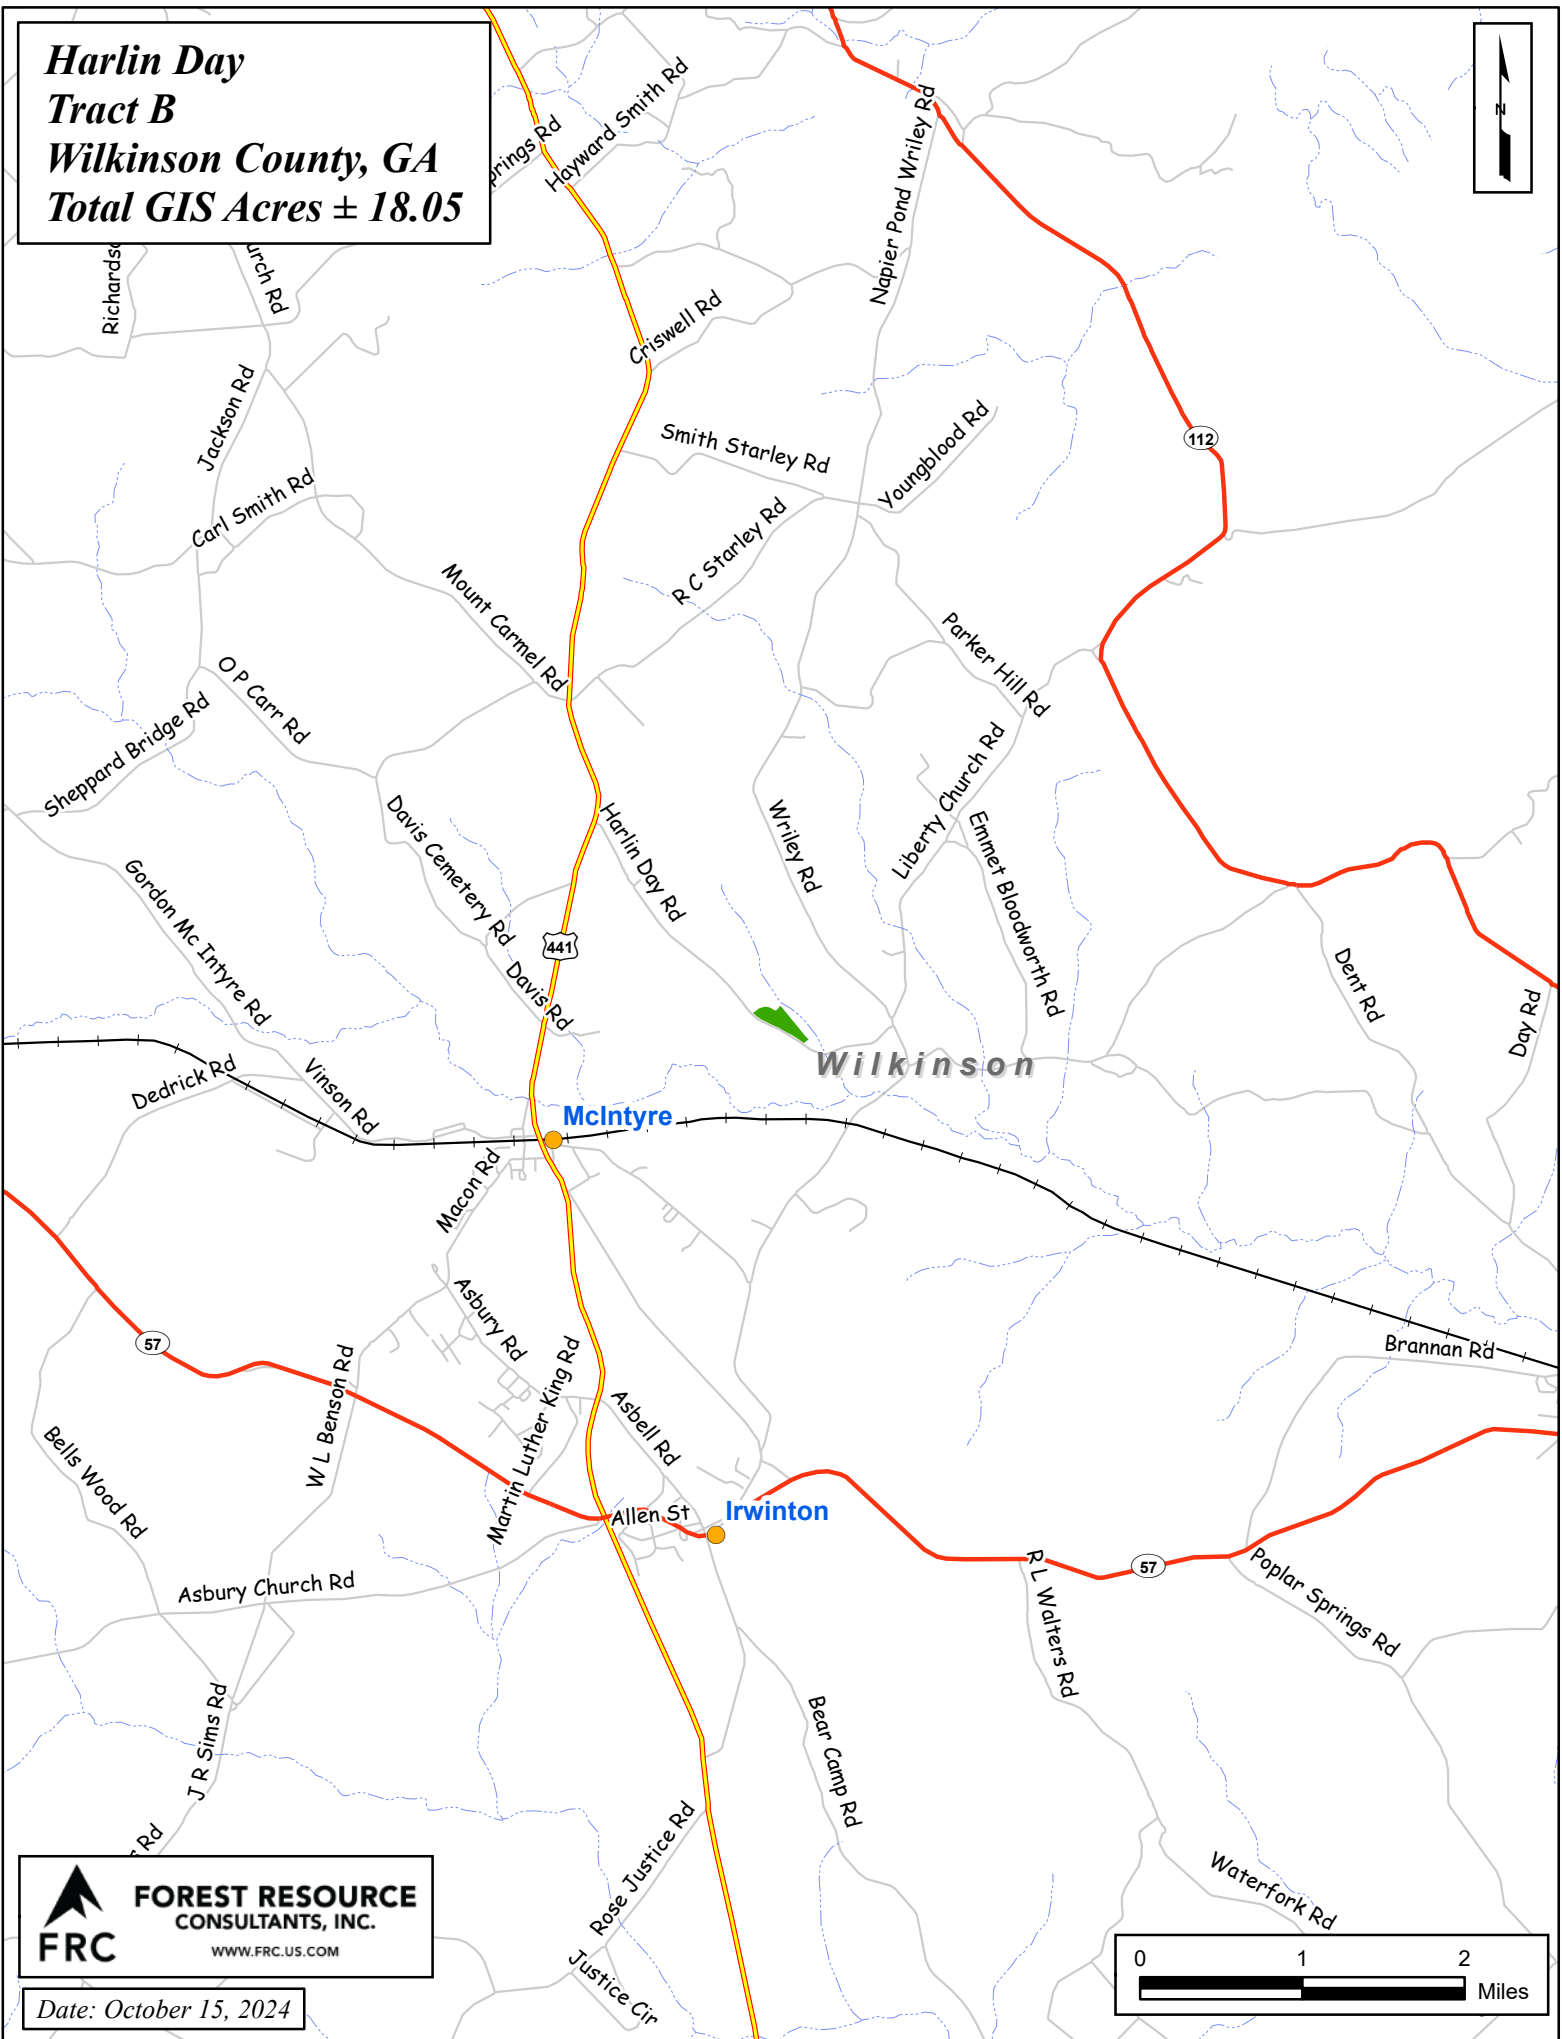 Harlin Day
Tract B
Wilkinson County, GA
Total GIS Acres ± 18.05
N
prings Rd
Hayward Smith Rd
Napier Pond Wriley Rd
Richards
urch Rd
Criswell Rd
Jackson Rd
Smith Starley Rd
Youngblood Rd
112
Carl Smith Rd
R C Starley Rd
Mount Carmel Rd
Parker Hill Rd
O P Carr Rd
Sheppard Bridge Rd
Liberty Church Rd
Davis Cemetery Rd
Harlin Day Rd
Wriley Rd
Emmet Bloodworth Rd
Gordon Mc Intyre Rd
441
Davis Rd
Dent Rd
Day Rd
Wilkinson
Dedrick Rd
Vinson Rd
McIntyre
Macon Rd
Asbury Rd
57
Brannan Rd
W L Benson Rd
Martin Luther King Rd
Asbell Rd
Bells Wood Rd
Allen St
Irwinton
R L Walters Rd
57
Poplar Springs Rd
Asbury Church Rd
J R Sims Rd
Bear Camp Rd
Rose Justice Rd
Waterfork Rd
Rd
Justice Cir
FRC
FOREST RESOURCE
CONSULTANTS, INC.
WWW.FRC.US.COM
Date: October 15, 2024
0 1 2
Miles